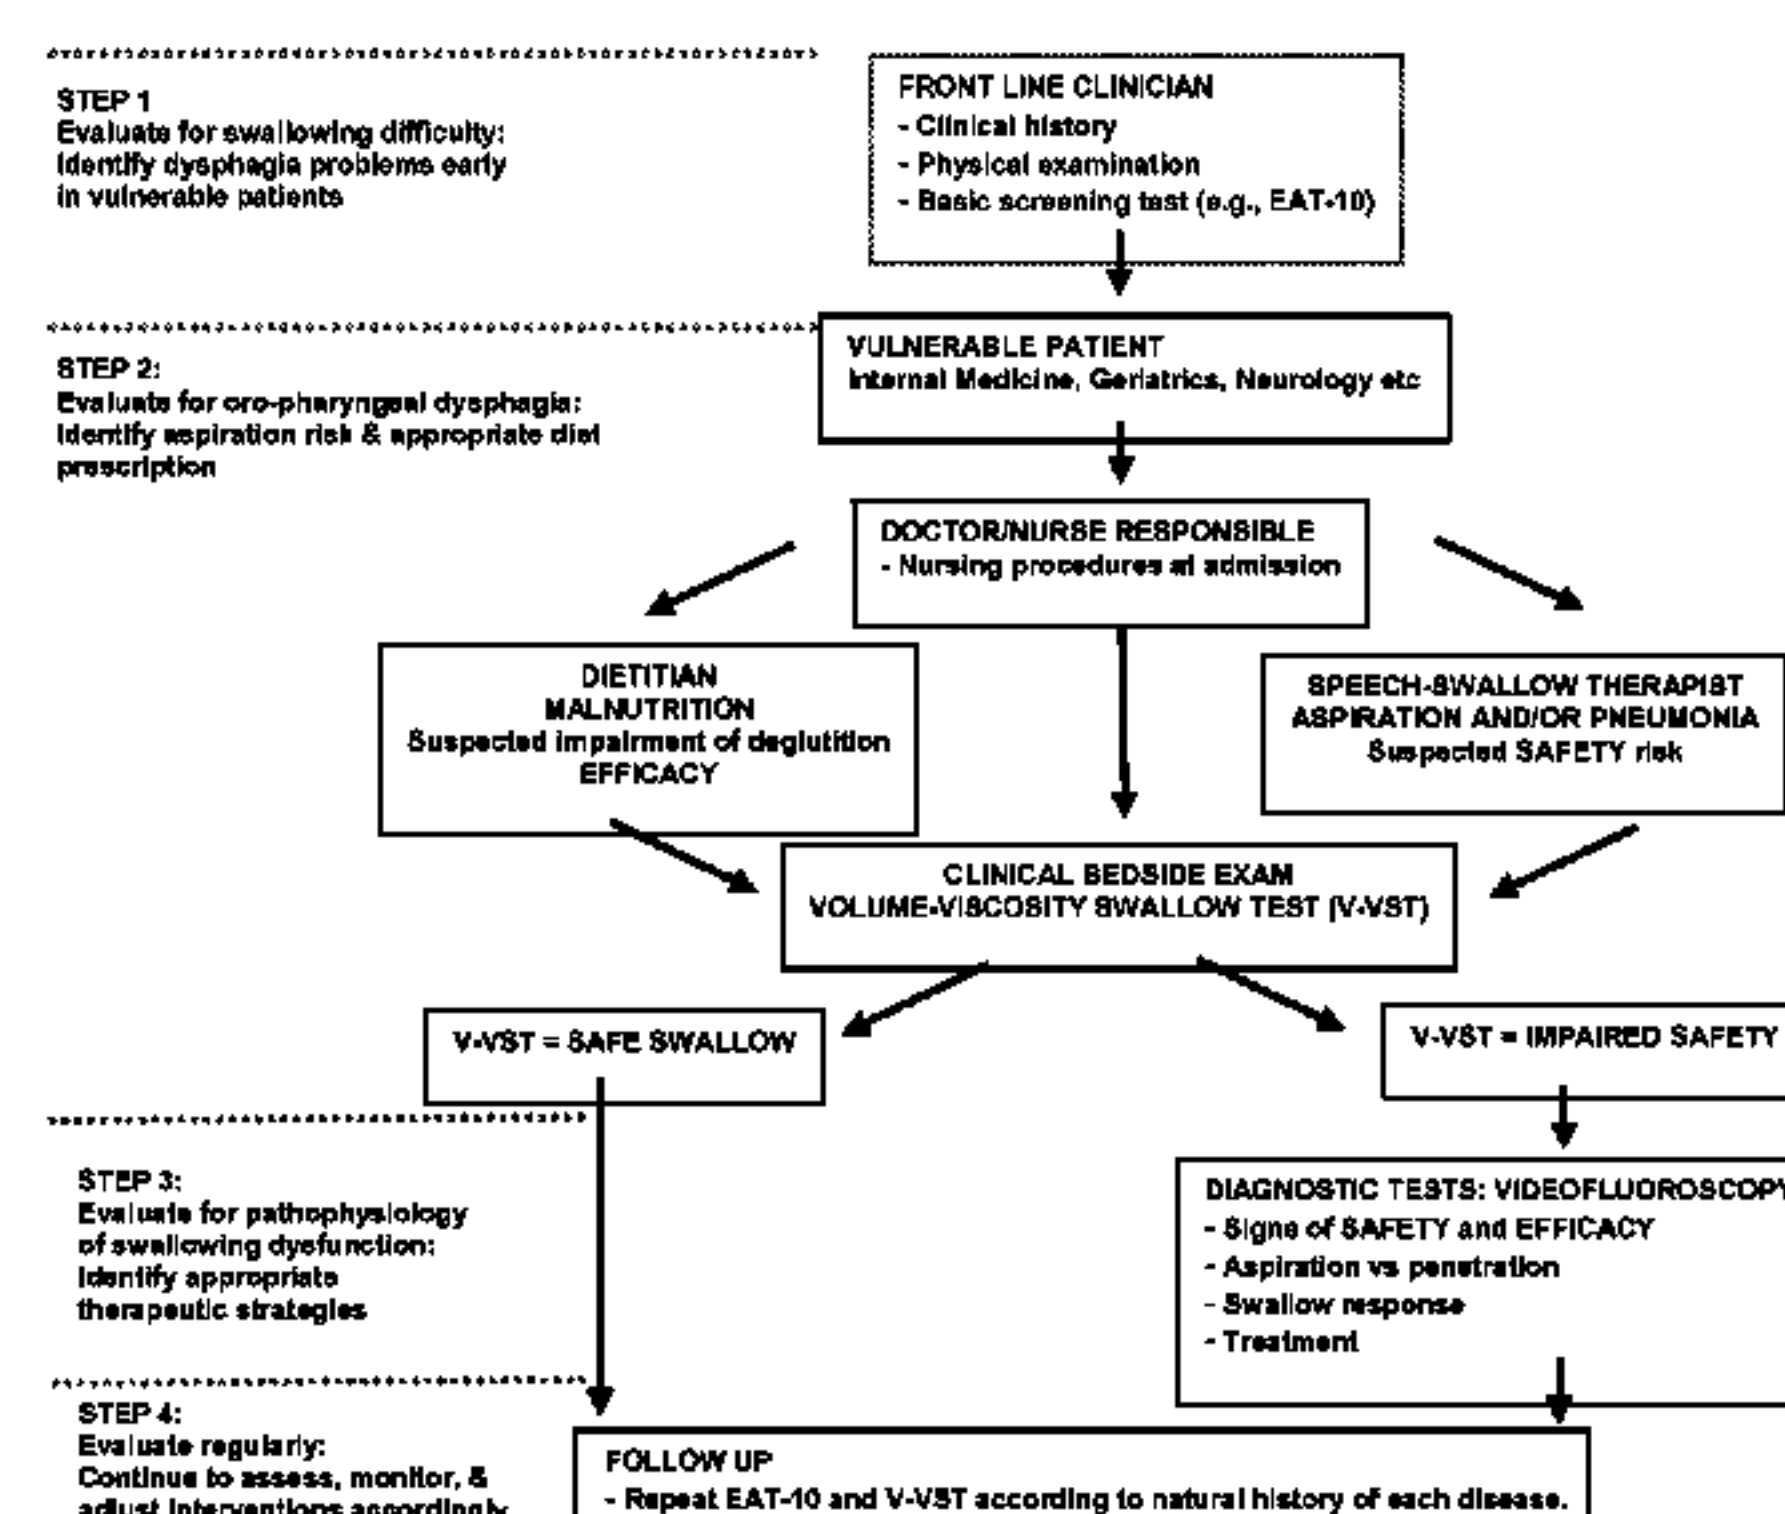 STEP 1
Evaluate for swallowing difficulty:
Identify dysphagia problems early
in vulnerable patients
FRONT LINE CLINICIAN
- Clinical history
- Physical examination
- Basic screening test (e.g., EAT-10)
STEP 2:
Evaluate for oro-pharyngeal dysphagia:
Identify aspiration risk & appropriate diet
prescription
VULNERABLE PATIENT
Internal Medicine, Geriatrics, Neurology etc
DOCTOR/NURSE RESPONSIBLE
- Nursing procedures at admission
DIETITIAN
MALNUTRITION
Suspected impairment of deglutition
EFFICACY
SPEECH-SWALLOW THERAPIST
ASPIRATION AND/OR PNEUMONIA
Suspected SAFETY risk
CLINICAL BEDSIDE EXAM
VOLUME-VISCOSITY SWALLOW TEST (V-VST)
V-VST = SAFE SWALLOW
V-VST = IMPAIRED SAFETY
STEP 3:
Evaluate for pathophysiology
of swallowing dysfunction:
Identify appropriate
therapeutic strategies
DIAGNOSTIC TESTS: VIDEOFLUOROSCOPY
- Signs of SAFETY and EFFICACY
- Aspiration vs penetration
- Swallow response
- Treatment
STEP 4:
Evaluate regularly:
Continue to assess, monitor, &
adjust interventions accordingly
FOLLOW UP
- Repeat EAT-10 and V-VST according to natural history of each disease.